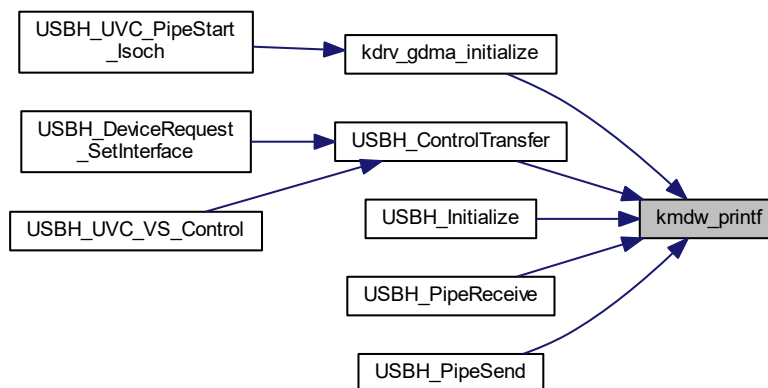 USBH_UVC_PipeStart
_Isoch
kdrv_gdma_initialize
USBH_DeviceRequest
_SetInterface
USBH_ControlTransfer
USBH_UVC_VS_Control
USBH_Initialize
kmdw_printf
USBH_PipeReceive
USBH_PipeSend